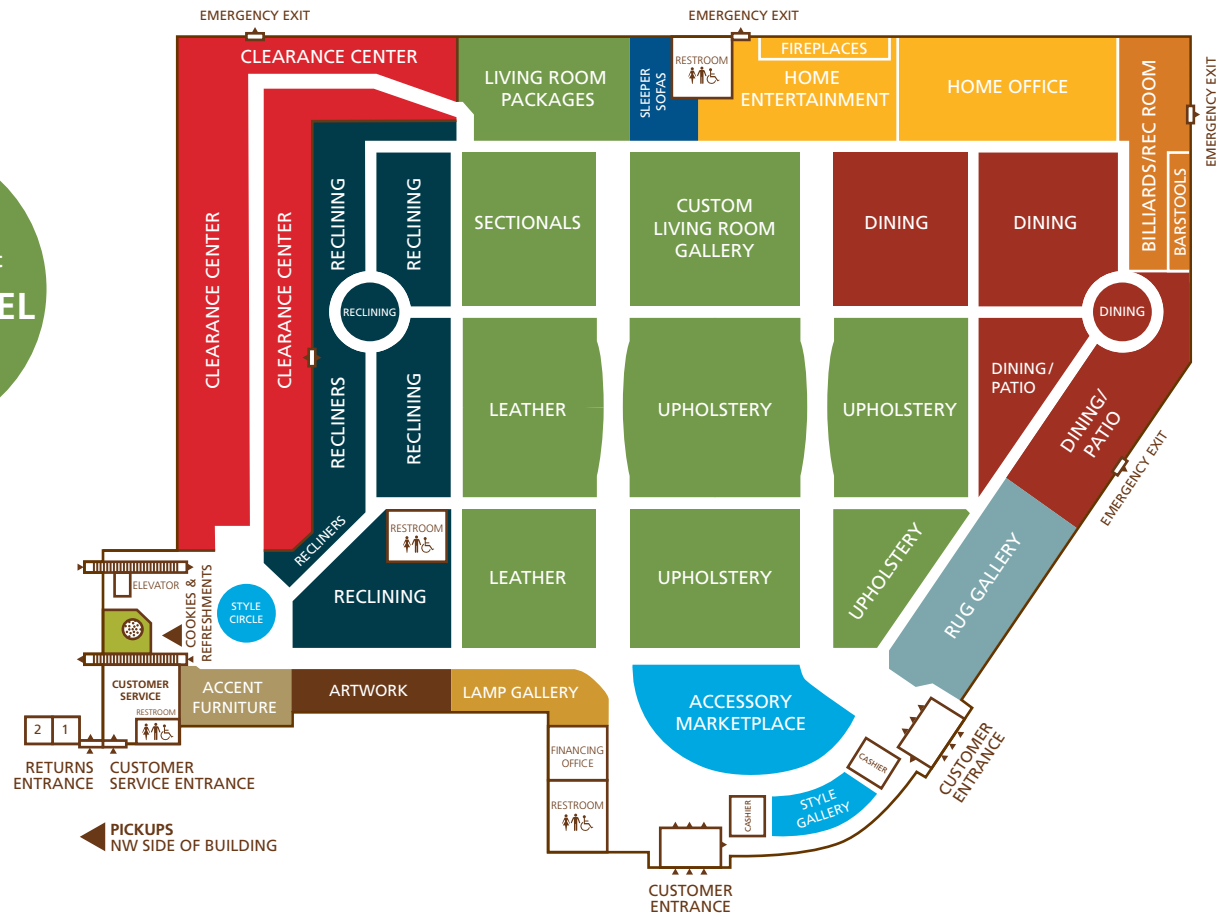 EMERGENCY EXIT
EMERGENCY EXIT
CLEARANCE CENTER
LIVING ROOM
PACKAGES
SLEEPER
SOFAS
RESTROOM
FIREPLACES
HOME
ENTERTAINMENT
HOME OFFICE
BILLIARDS/REC ROOM
BARSTOOLS
EMERGENCY EXIT
CLEARANCE CENTER
CLEARANCE CENTER
RECLINING
RECLINING
SECTIONALS
CUSTOM
LIVING ROOM
GALLERY
DINING
DINING
EL
RECLINING
DINING
RECLINERS
RECLINING
LEATHER
UPHOLSTERY
UPHOLSTERY
DINING/
PATIO
DINING/
PATIO
EMERGENCY EXIT
RECLINERS
RESTROOM
RECLINING
LEATHER
UPHOLSTERY
UPHOLSTERY
RUG GALLERY
ELEVATOR
COOKIES &
REFRESHMENTS
STYLE
CIRCLE
CUSTOMER
SERVICE
RESTROOM
ACCENT
FURNITURE
ARTWORK
LAMP GALLERY
ACCESSORY
MARKETPLACE
2
1
RETURNS
ENTRANCE
CUSTOMER
SERVICE ENTRANCE
FINANCING
OFFICE
RESTROOM
CASHIER
CASHIER
STYLE
GALLERY
CUSTOMER
ENTRANCE
PICKUPS
NW SIDE OF BUILDING
CUSTOMER
ENTRANCE